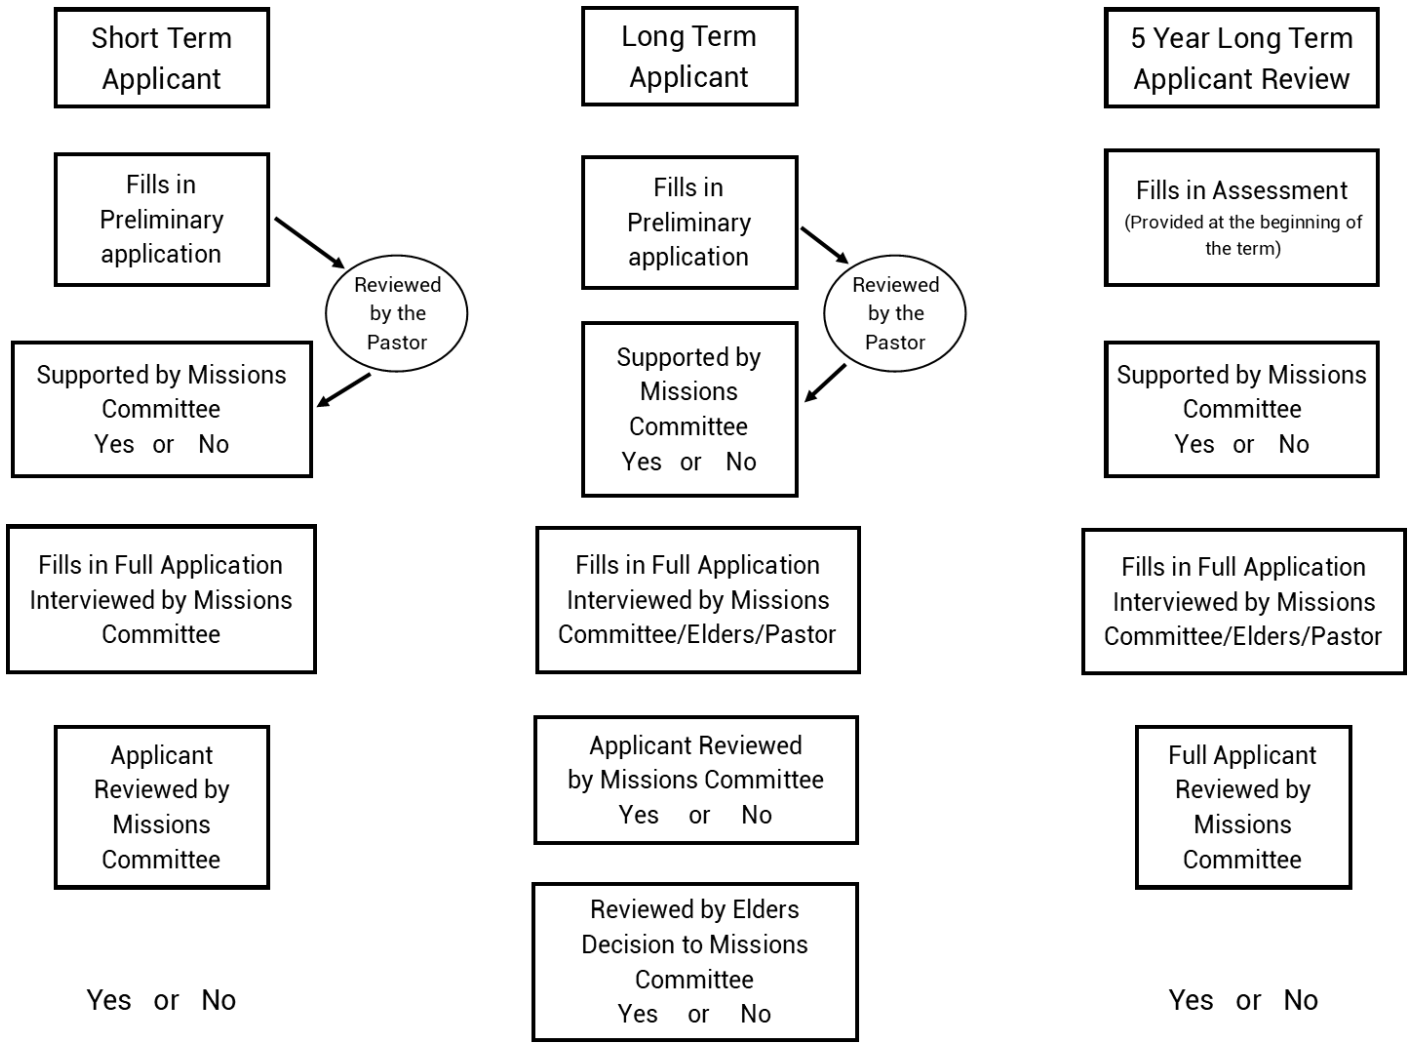 Short Term
Applicant
Fills in
Preliminary
application
Reviewed
by the
Pastor
Supported by Missions
Committee
Yes or No
Fills in Full Application
Interviewed by Missions
Committee
Applicant
Reviewed by
Missions
Committee
Yes or No
Long Term
Applicant
Fills in
Preliminary
application
Reviewed
by the
Pastor
Supported by
Missions
Committee
Yes or No
Fills in Full Application
Interviewed by Missions
Committee/Elders/Pastor
Applicant Reviewed
by Missions Committee
Yes or No
Reviewed by Elders
Decision to Missions
Committee
Yes or No
5 Year Long Term
Applicant Review
Fills in Assessment
(Provided at the beginning of
the term)
Supported by Missions
Committee
Yes or No
Fills in Full Application
Interviewed by Missions
Committee/Elders/Pastor
Full Applicant
Reviewed by
Missions
Committee
Yes or No